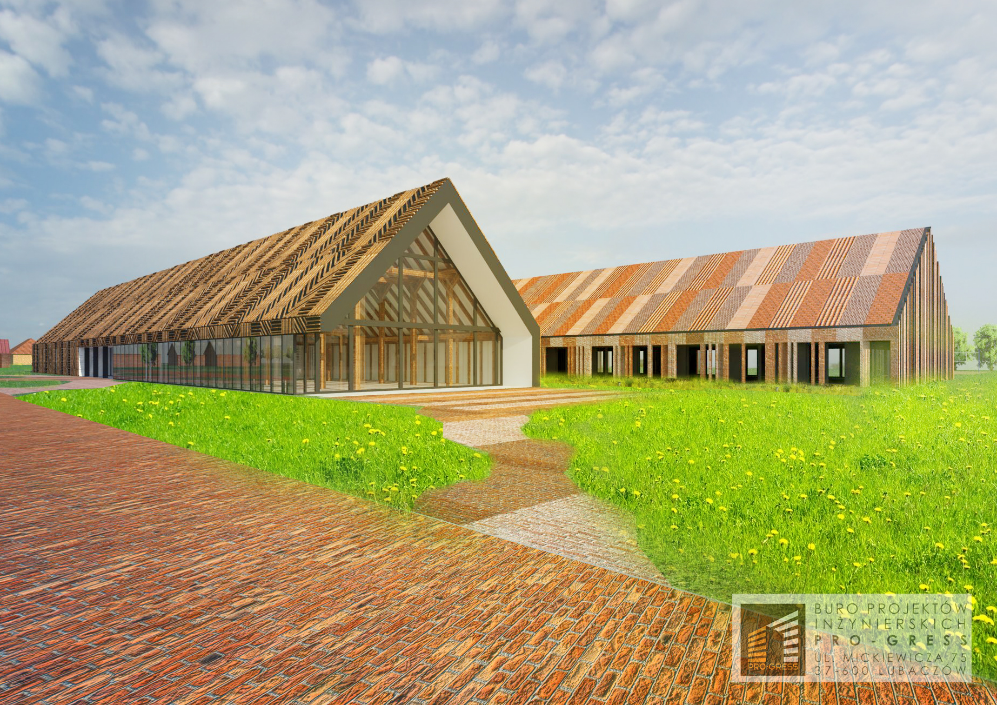 BIURO PROJEKTÓW
INŻYNIERSKICH
PRO-GRESS
UL. MICKIEWICZA 75
37-600 LUBACZÓW
PRO-GRESS